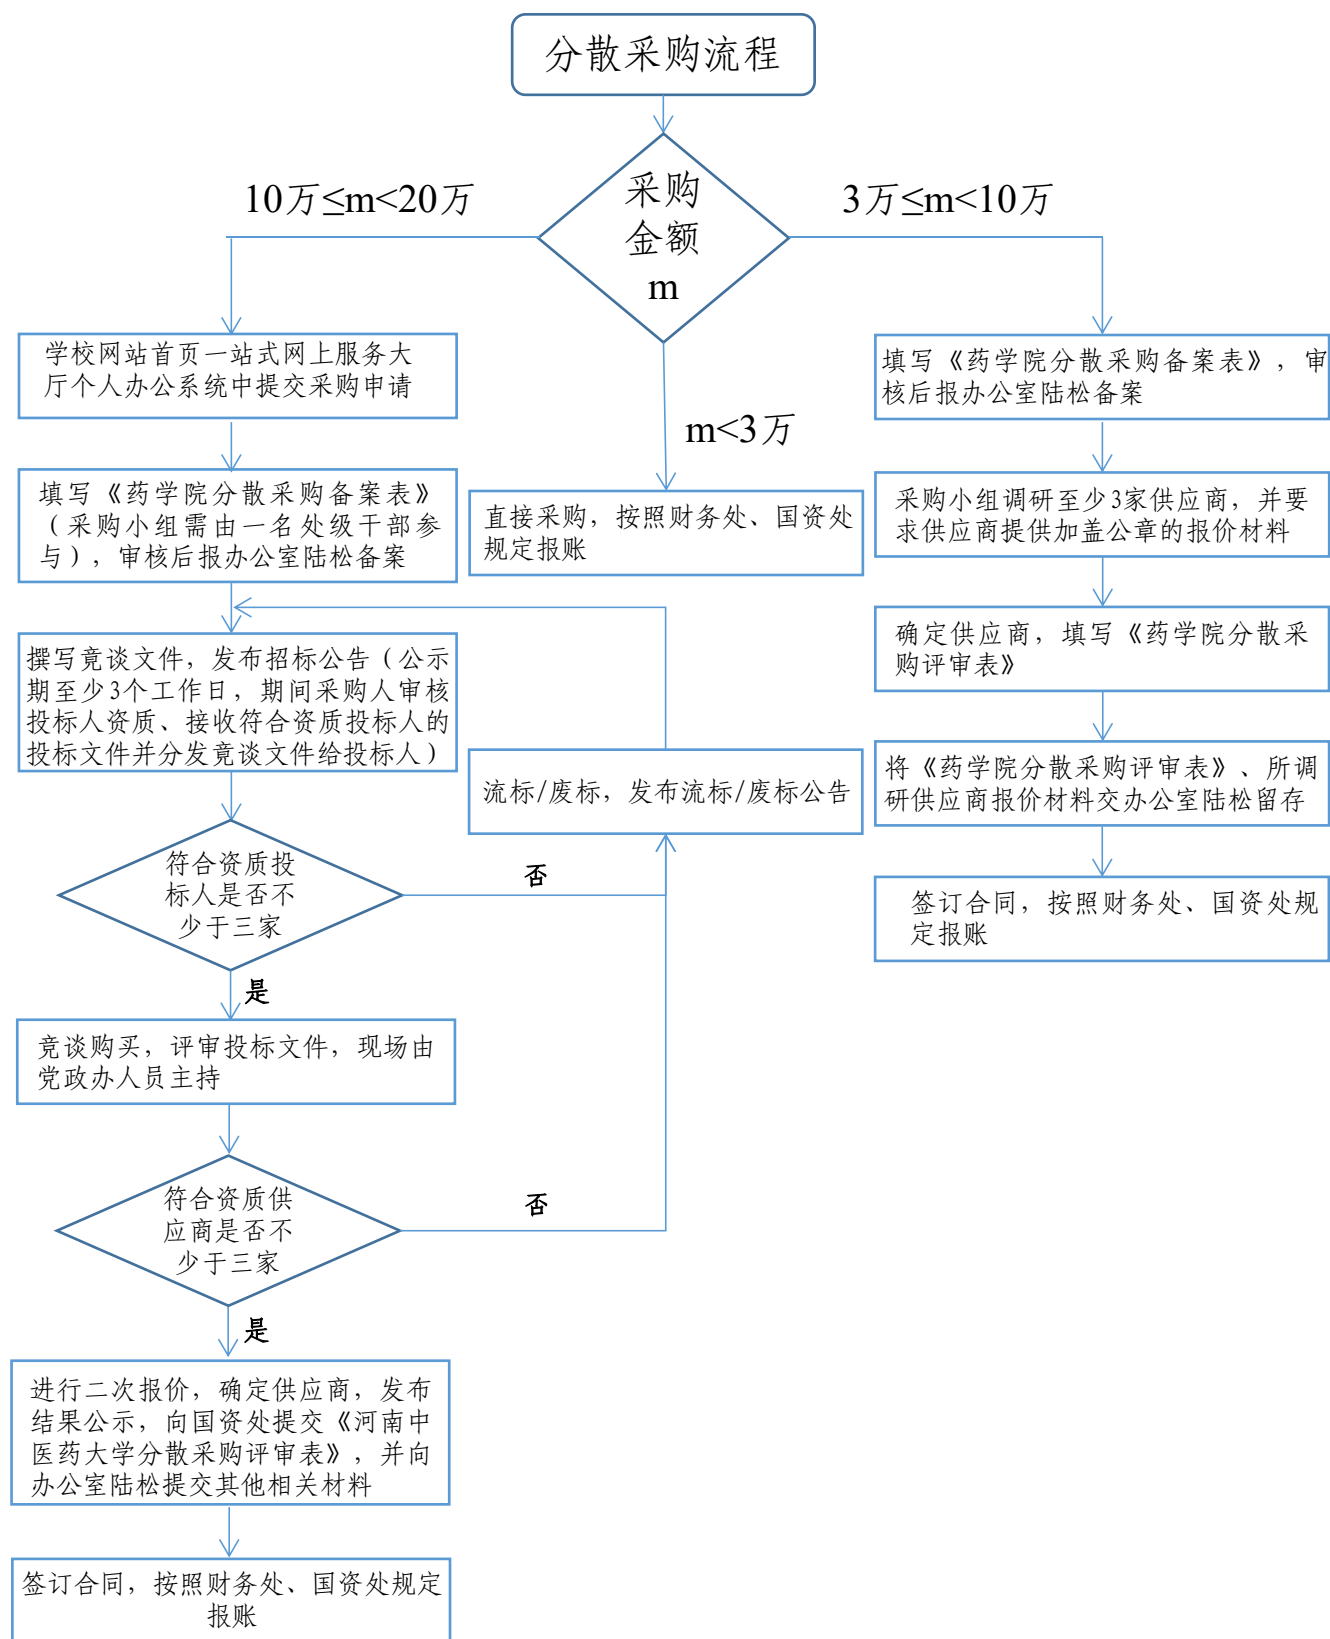 分散采购流程
采购
金额
m
10万≤m<20万
3万≤m<10万
m<3万
学校网站首页一站式网上服务大
厅个人办公系统中提交采购申请
填写《药学院分散采购备案表》
（采购小组需由一名处级干部参
与），审核后报办公室陆松备案
撰写竞谈文件，发布招标公告（公示
期至少3个工作日，期间采购人审核
投标人资质、接收符合资质投标人的
投标文件并分发竞谈文件给投标人）
符合资质投
标人是否不
少于三家
否
是
竞谈购买，评审投标文件，现场由
党政办人员主持
符合资质供
应商是否不
少于三家
否
是
进行二次报价，确定供应商，发布
结果公示，向国资处提交《河南中
医药大学分散采购评审表》，并向
办公室陆松提交其他相关材料
签订合同，按照财务处、国资处规定
报账
直接采购，按照财务处、国资处
规定报账
流标/废标，发布流标/废标公告
填写《药学院分散采购备案表》，审
核后报办公室陆松备案
采购小组调研至少3家供应商，并要
求供应商提供加盖公章的报价材料
确定供应商，填写《药学院分散采
购评审表》
将《药学院分散采购评审表》、所调
研供应商报价材料交办公室陆松留存
签订合同，按照财务处、国资处规
定报账